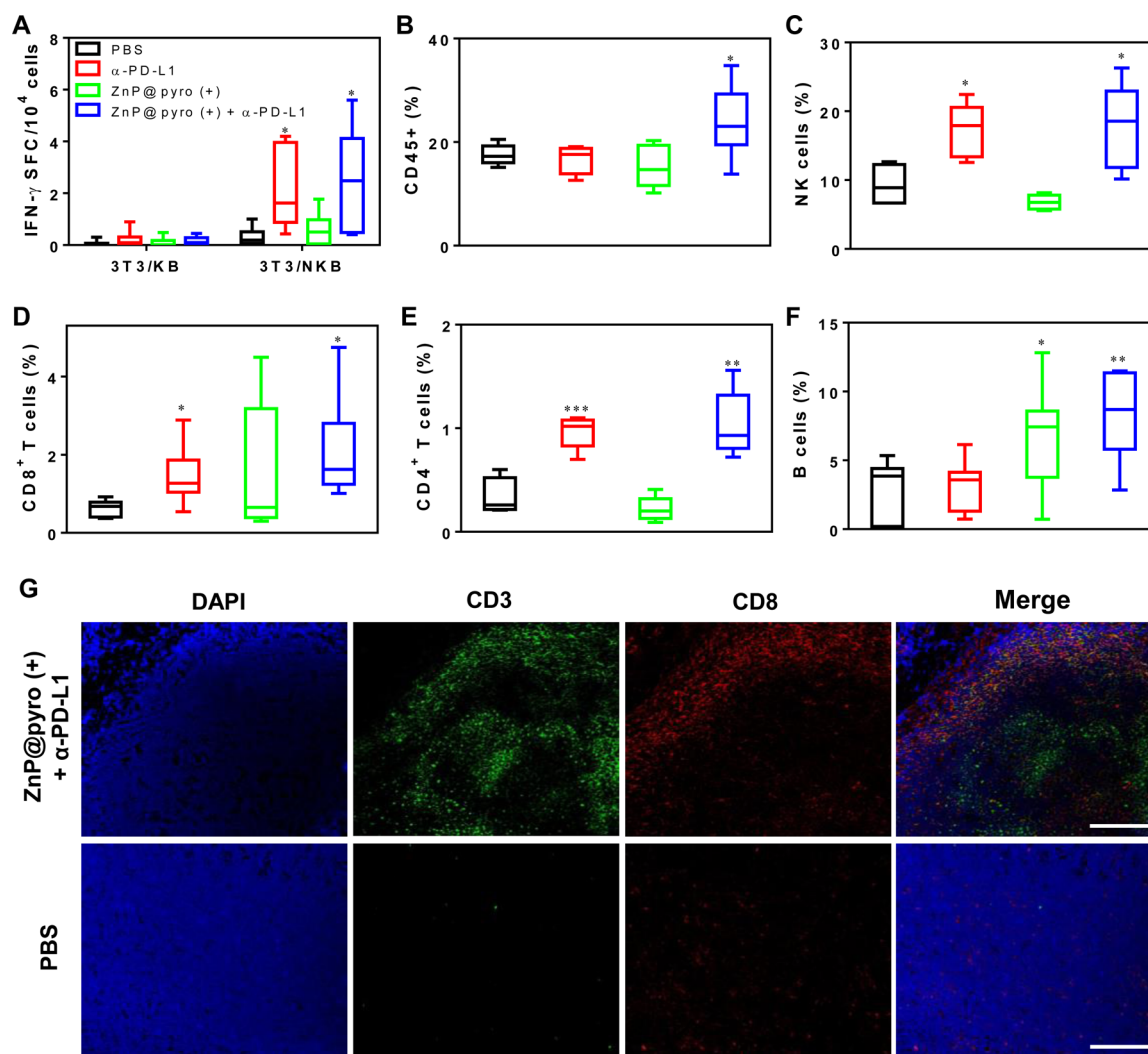 A
IFN-γ SFC/10⁴ cells
8
6
4
2
0
PBS
α-PD-L1
ZnP@pyro (+)
ZnP@pyro (+) + α-PD-L1
*
*
3T3/KB
3T3/NKB
B
CD45+ (%)
40
20
0
*
C
NK cells (%)
30
20
10
0
*
*
D
CD8⁺ T cells (%)
4
2
0
*
*
E
CD4⁺ T cells (%)
2
1
0
***
**
F
B cells (%)
15
10
5
0
*
**
G
DAPI
CD3
CD8
Merge
ZnP@pyro (+)
+ α-PD-L1
PBS